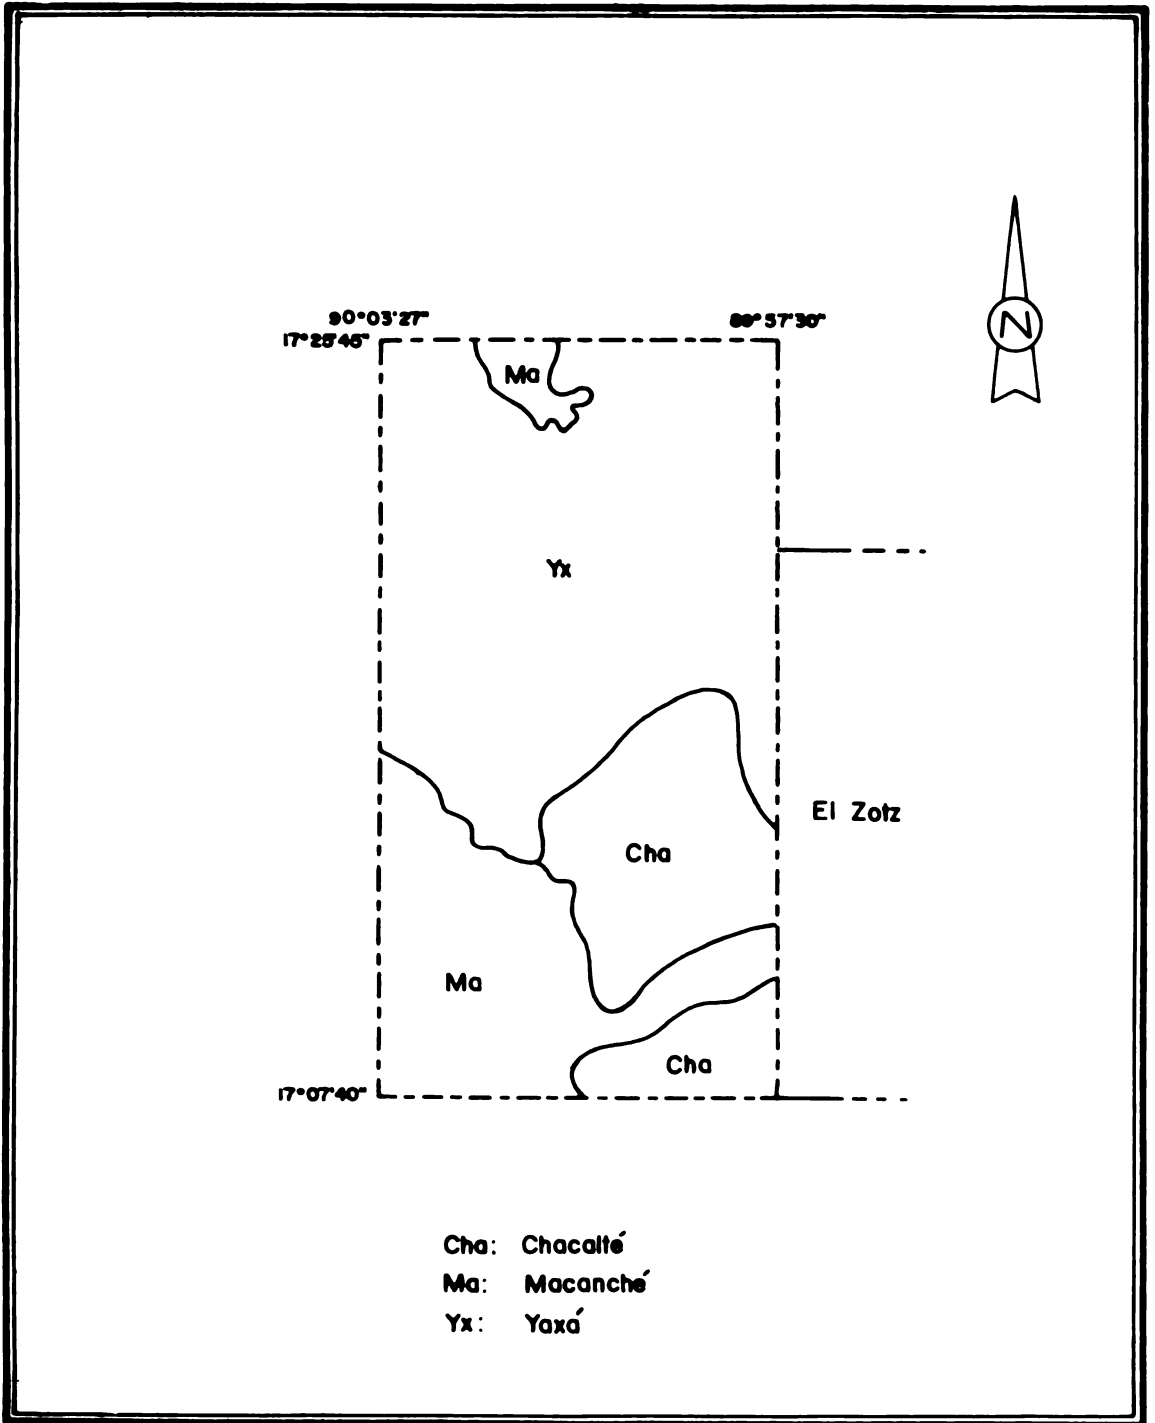 N
90°03'27" 89°57'30"
17°25'45"
Ma
Yx
El Zotz
Cha
Ma
Cha
17°07'40"
Cha: Chacalté
Ma: Macanché
Yx: Yaxá